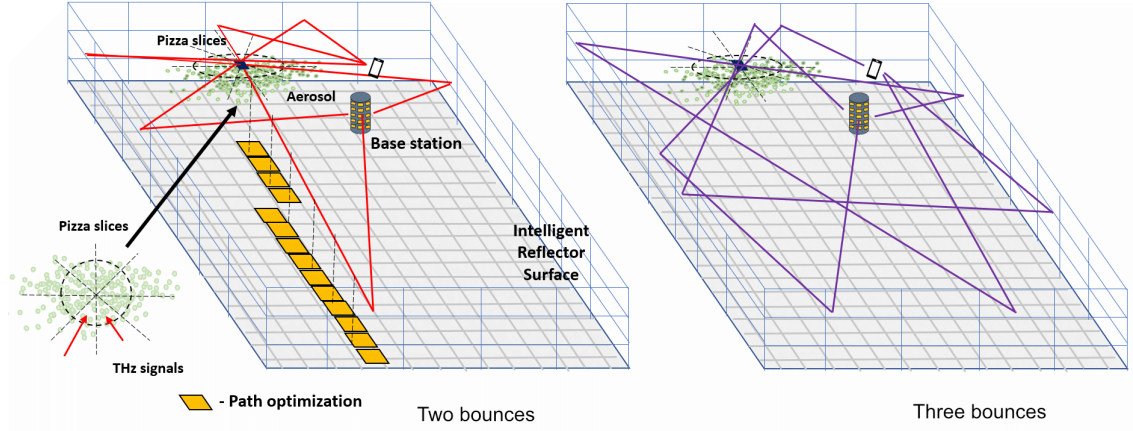 Pizza slices
Aerosol
Base station
Pizza slices
Intelligent
Reflector
Surface
THz signals
- Path optimization
Two bounces
Three bounces